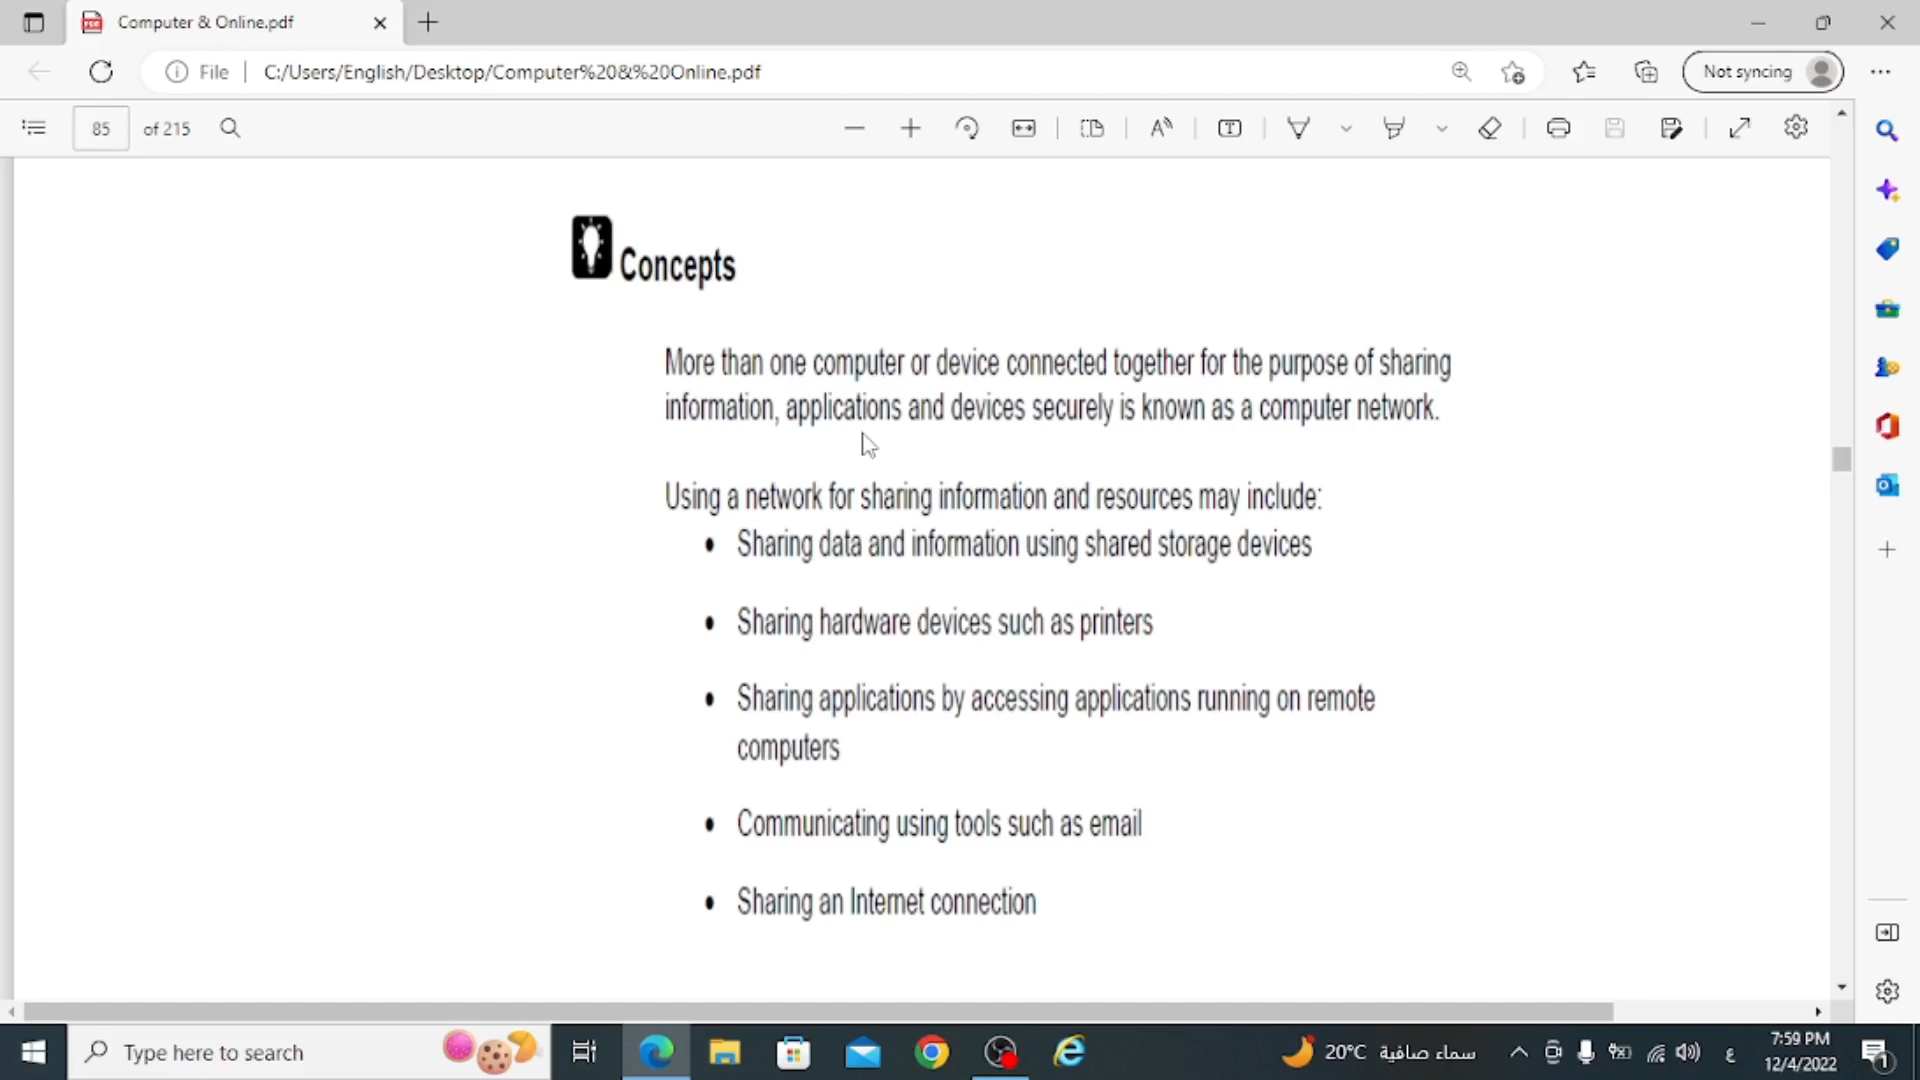 Computer & Online.pdf
File
C:/Users/English/Desktop/Computer%20&%20Online.pdf
Not syncing
85
of 215
Concepts
More than one computer or device connected together for the purpose of sharing
information, applications and devices securely is known as a computer network.
Using a network for sharing information and resources may include:
• Sharing data and information using shared storage devices
• Sharing hardware devices such as printers
• Sharing applications by accessing applications running on remote
computers
• Communicating using tools such as email
• Sharing an Internet connection
Type here to search
20°C سماء صافية
ع
7:59 PM
12/4/2022
1